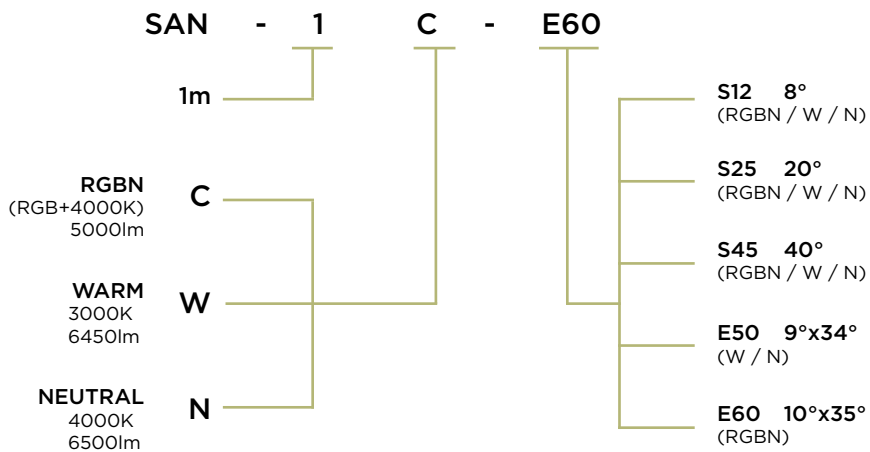 SAN - 1 C - E60
1m
RGBN
(RGB+4000K)
5000lm
C
WARM
3000K
6450lm
W
NEUTRAL
4000K
6500lm
N
S12 8°
(RGBN / W / N)
S25 20°
(RGBN / W / N)
S45 40°
(RGBN / W / N)
E50 9°x34°
(W / N)
E60 10°x35°
(RGBN)